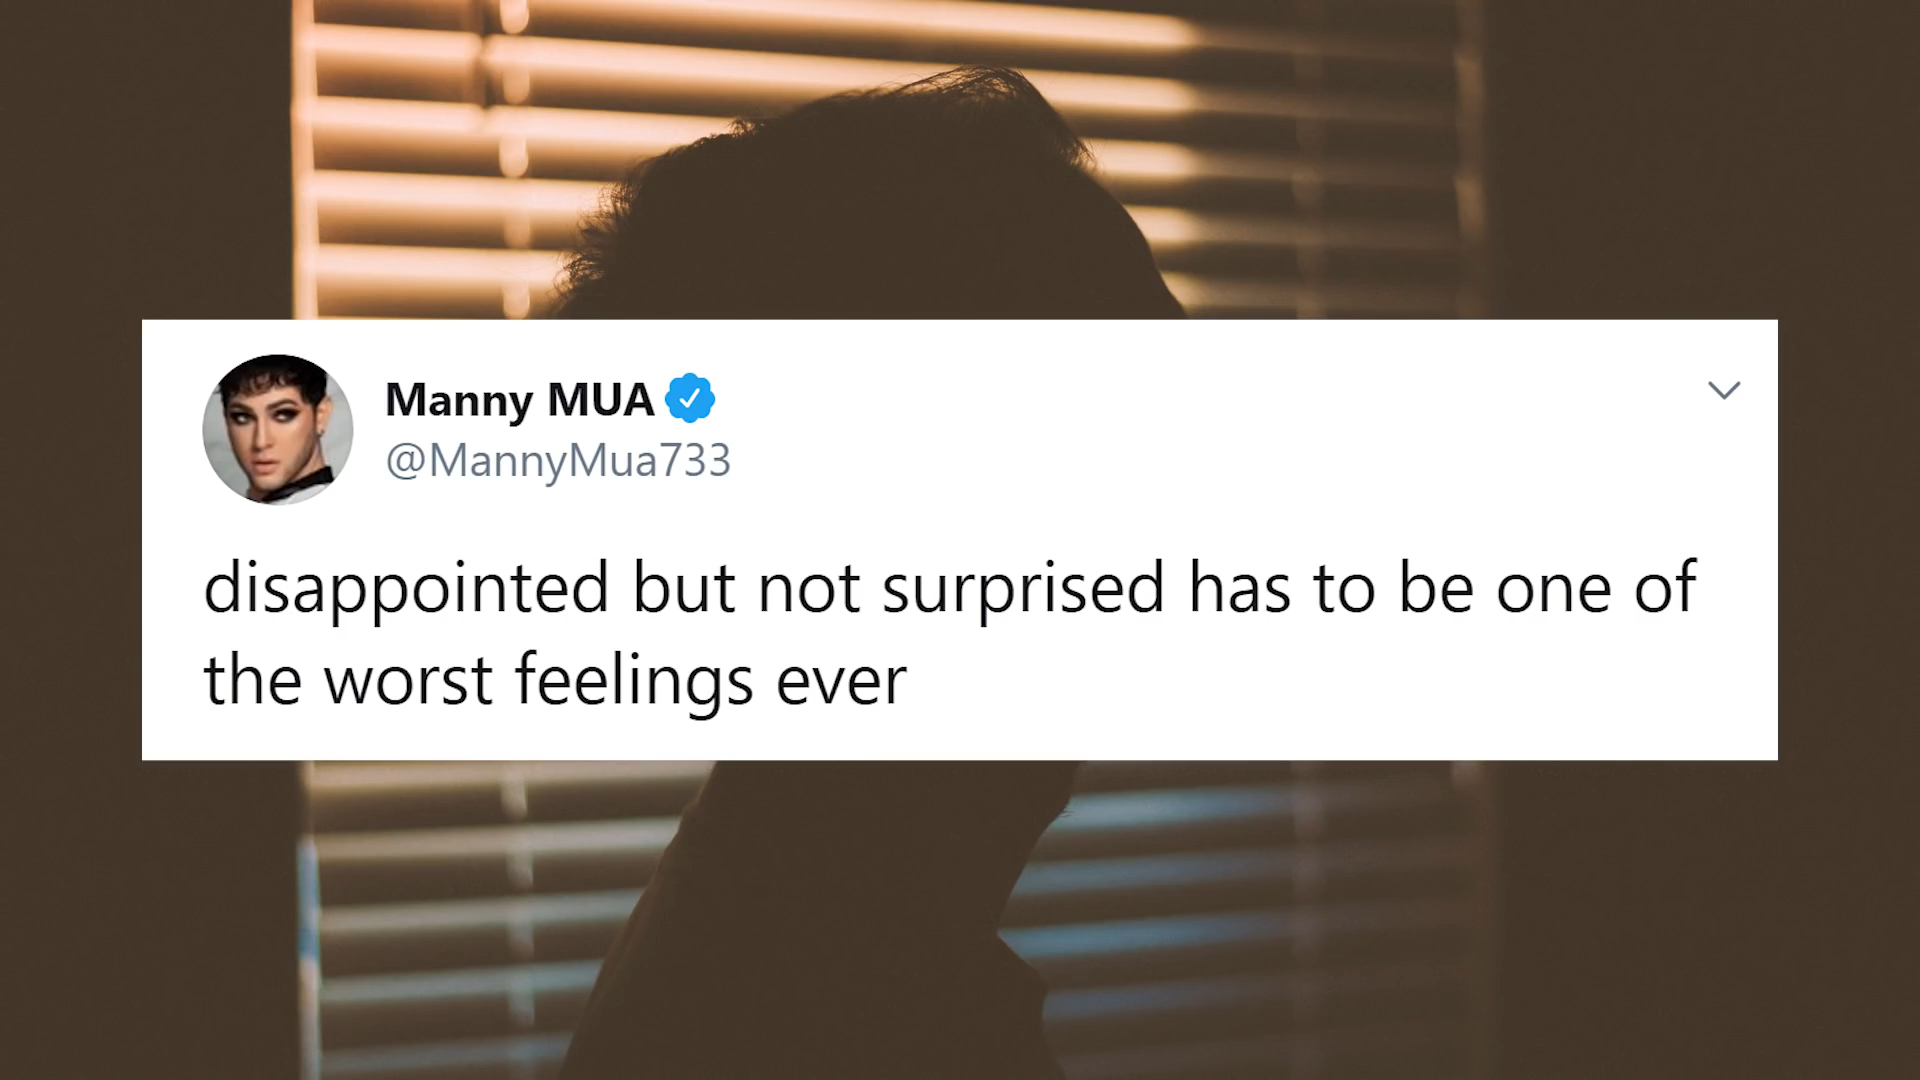 Manny MUA
@MannyMua733
disappointed but not surprised has to be one of
the worst feelings ever